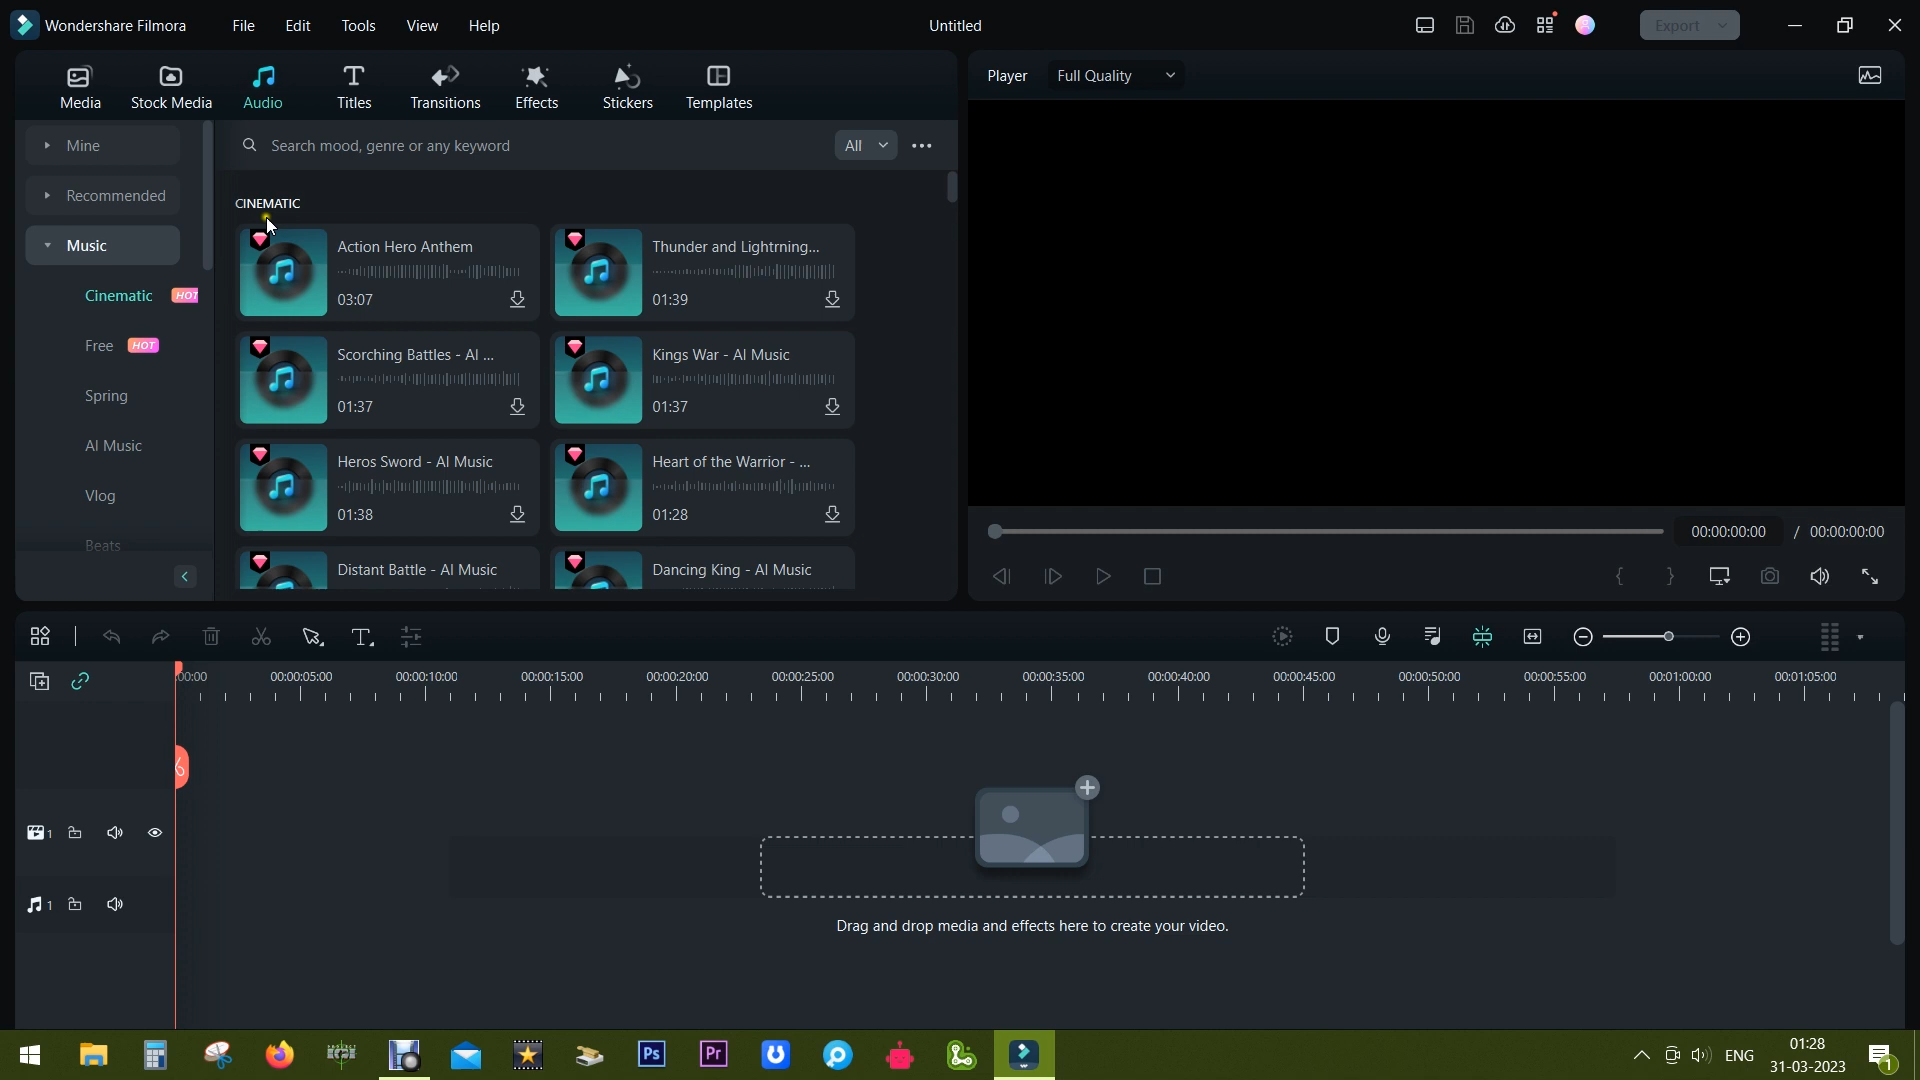 Wondershare Filmora File Edit Tools View Help Untitled Export
Media Stock Media Audio Titles Transitions Effects Stickers Templates
Player Full Quality
Mine
Recommended
Music
Cinematic HOT
Free HOT
Spring
AI Music
Vlog
Beats
Search mood, genre or any keyword All
CINEMATIC
Action Hero Anthem
03:07
Thunder and Lightrning...
01:39
Scorching Battles - AI ...
01:37
Kings War - AI Music
01:37
Heros Sword - AI Music
01:38
Heart of the Warrior - ...
01:28
Distant Battle - AI Music
Dancing King - AI Music
00:00:00:00 / 00:00:00:00
:00:00 00:00:05:00 00:00:10:00 00:00:15:00 00:00:20:00 00:00:25:00 00:00:30:00 00:00:35:00 00:00:40:00 00:00:45:00 00:00:50:00 00:00:55:00 00:01:00:00 00:01:05:00
1
1
Drag and drop media and effects here to create your video.
Ps Pr
ENG
01:28
31-03-2023
1